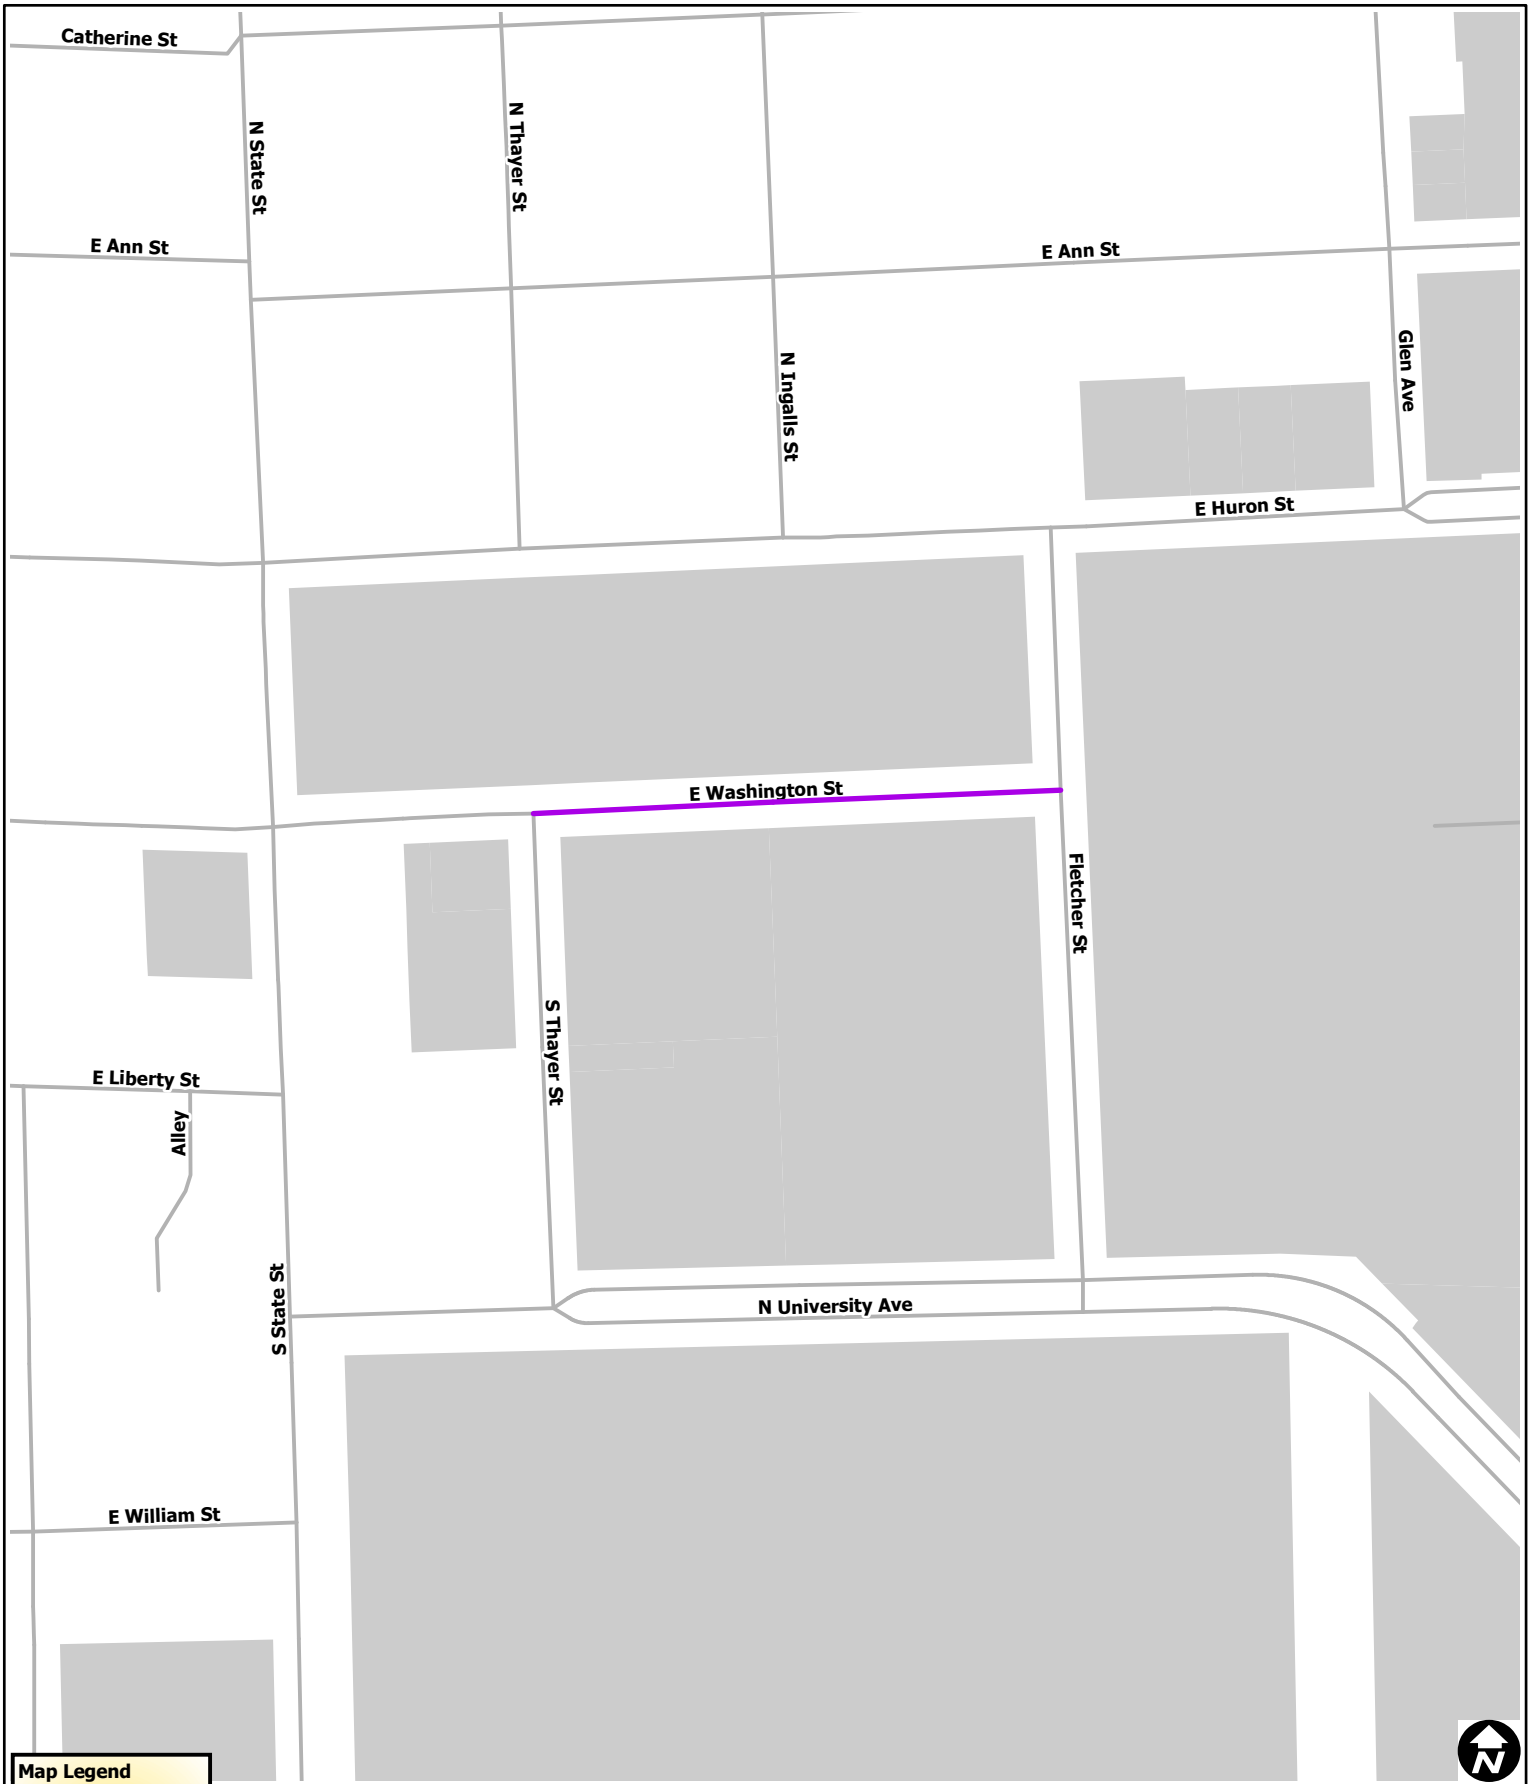 Catherine St
N State St
N Thayer St
E Ann St
E Ann St
Glen Ave
N Ingalls St
E Huron St
E Washington St
Fletcher St
S Thayer St
E Liberty St
Alley
S State St
N University Ave
E William St
Map Legend
N